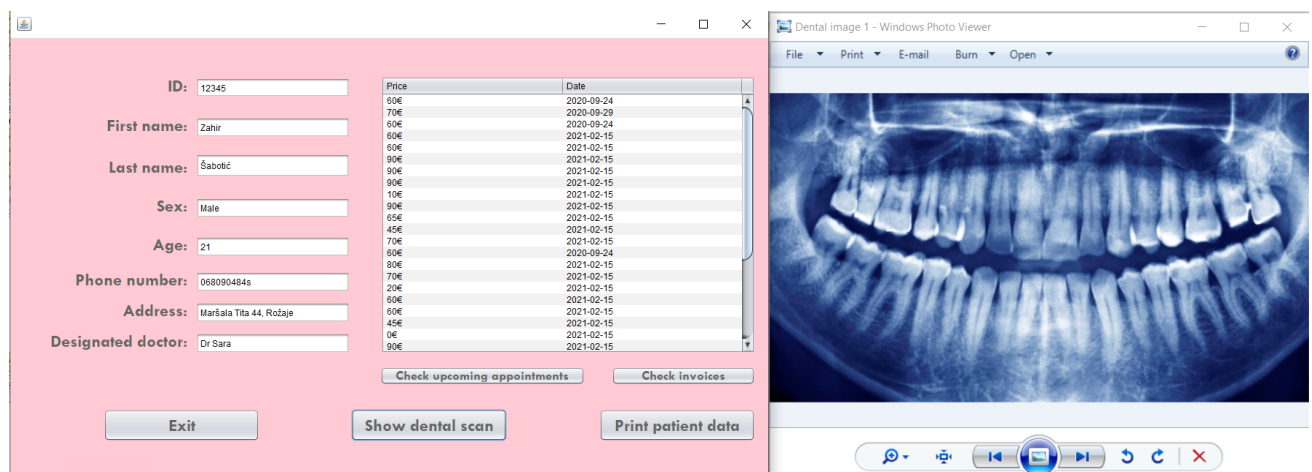 ID: 12345
First name: Zahir
Last name: Šabotić
Sex: Male
Age: 21
Phone number: 068090484s
Address: Maršala Tita 44, Rožaje
Designated doctor: Dr Sara
Price Date
60€ 2020-09-24
70€ 2020-09-29
60€ 2020-09-24
60€ 2021-02-15
60€ 2021-02-15
90€ 2021-02-15
90€ 2021-02-15
90€ 2021-02-15
10€ 2021-02-15
90€ 2021-02-15
65€ 2021-02-15
45€ 2021-02-15
70€ 2021-02-15
60€ 2020-09-24
80€ 2021-02-15
70€ 2021-02-15
20€ 2021-02-15
60€ 2021-02-15
60€ 2021-02-15
45€ 2021-02-15
0€ 2021-02-15
90€ 2021-02-15
Check upcoming appointments Check invoices
Exit Show dental scan Print patient data
Dental image 1 - Windows Photo Viewer
File Print E-mail Burn Open